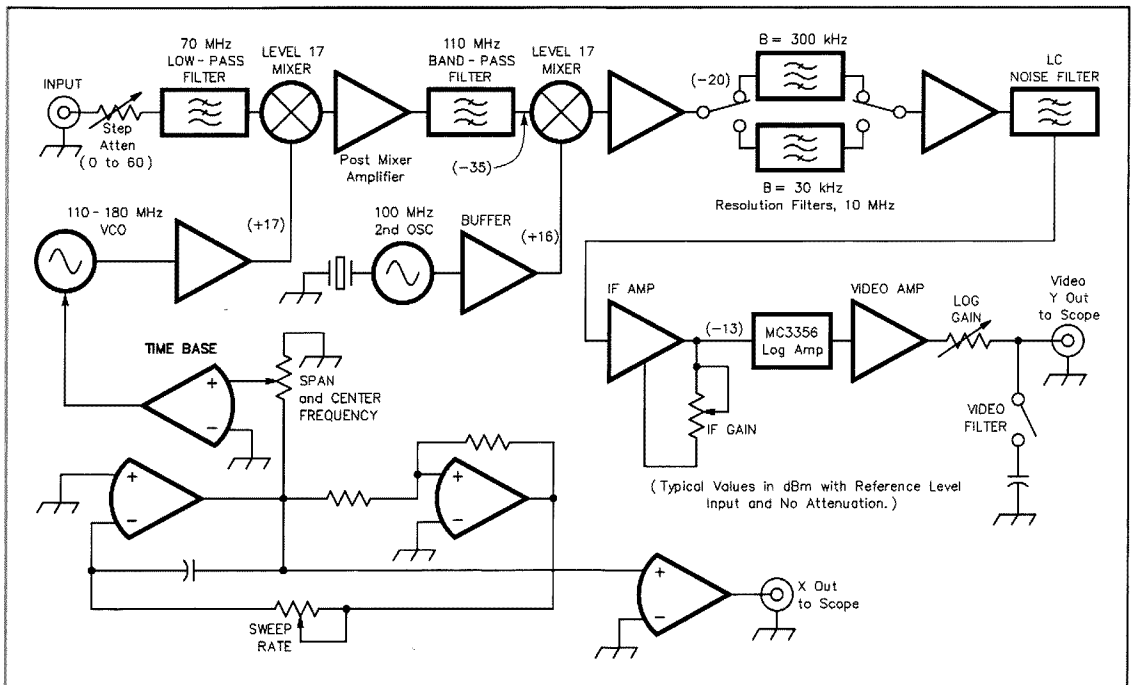 70 MHz
LOW-PASS
FILTER
LEVEL 17
MIXER
110 MHz
BAND-PASS
FILTER
LEVEL 17
MIXER
B = 300 kHz
LC
NOISE FILTER
INPUT
(-20)
Step
Atten
(0 to 60)
Post Mixer
Amplifier
(-35)
B = 30 kHz
Resolution Filters, 10 MHz
110-180 MHz
VCO
(+17)
100 MHz
2nd OSC
BUFFER
(+16)
IF AMP
(-13)
MC3356
Log Amp
VIDEO AMP
LOG
GAIN
Video
Y Out
to Scope
TIME BASE
+
-
SPAN
and CENTER
FREQUENCY
IF GAIN
VIDEO
FILTER
+
-
+
-
(Typical Values in dBm with Reference Level
Input and No Attenuation.)
+
-
X Out
to Scope
SWEEP
RATE